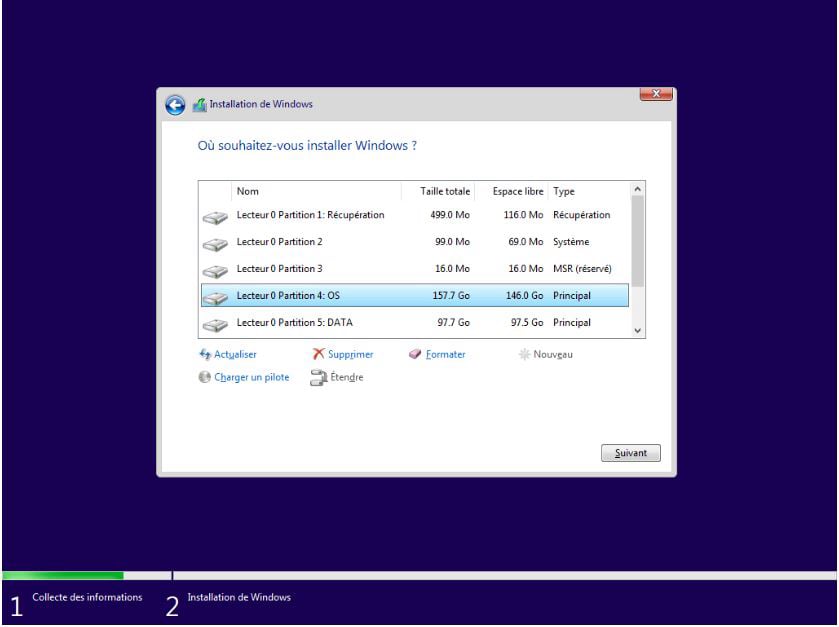 Installation de Windows
Où souhaitez-vous installer Windows ?
Nom Taille totale Espace libre Type
Lecteur 0 Partition 1: Récupération 499.0 Mo 116.0 Mo Récupération
Lecteur 0 Partition 2 99.0 Mo 69.0 Mo Système
Lecteur 0 Partition 3 16.0 Mo 16.0 Mo MSR (réservé)
Lecteur 0 Partition 4: OS 157.7 Go 146.0 Go Principal
Lecteur 0 Partition 5: DATA 97.7 Go 97.5 Go Principal
Actualiser Supprimer Formater Nouveau
Charger un pilote Étendre
Suivant
1 Collecte des informations 2 Installation de Windows